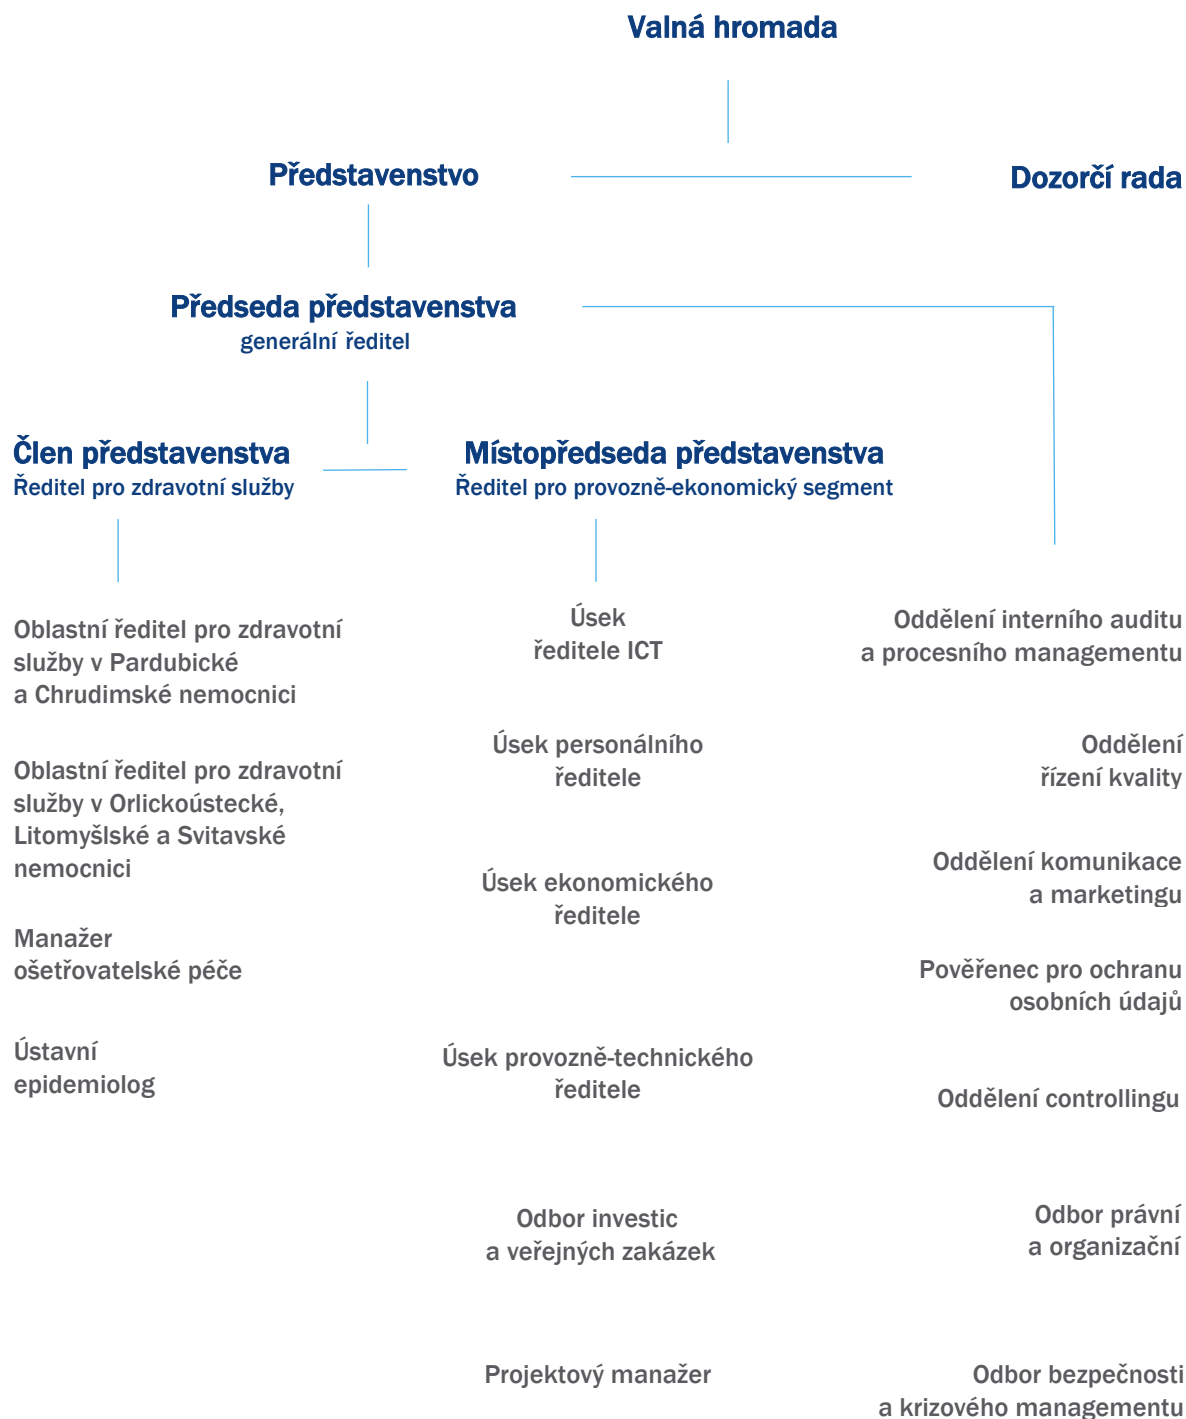 Valná hromada
Představenstvo
Dozorčí rada
Předseda představenstva
generální ředitel
Člen představenstva
Ředitel pro zdravotní služby
Místopředseda představenstva
Ředitel pro provozně-ekonomický segment
Oblastní ředitel pro zdravotní
služby v Pardubické
a Chrudimské nemocnici
Oblastní ředitel pro zdravotní
služby v Orlickoústecké,
Litomyšlské a Svitavské
nemocnici
Manažer
ošetřovatelské péče
Ústavní
epidemiolog
Úsek
ředitele ICT
Úsek personálního
ředitele
Úsek ekonomického
ředitele
Úsek provozně-technického
ředitele
Odbor investic
a veřejných zakázek
Projektový manažer
Oddělení interního auditu
a procesního managementu
Oddělení
řízení kvality
Oddělení komunikace
a marketingu
Pověřenec pro ochranu
osobních údajů
Oddělení controllingu
Odbor právní
a organizační
Odbor bezpečnosti
a krizového managementu